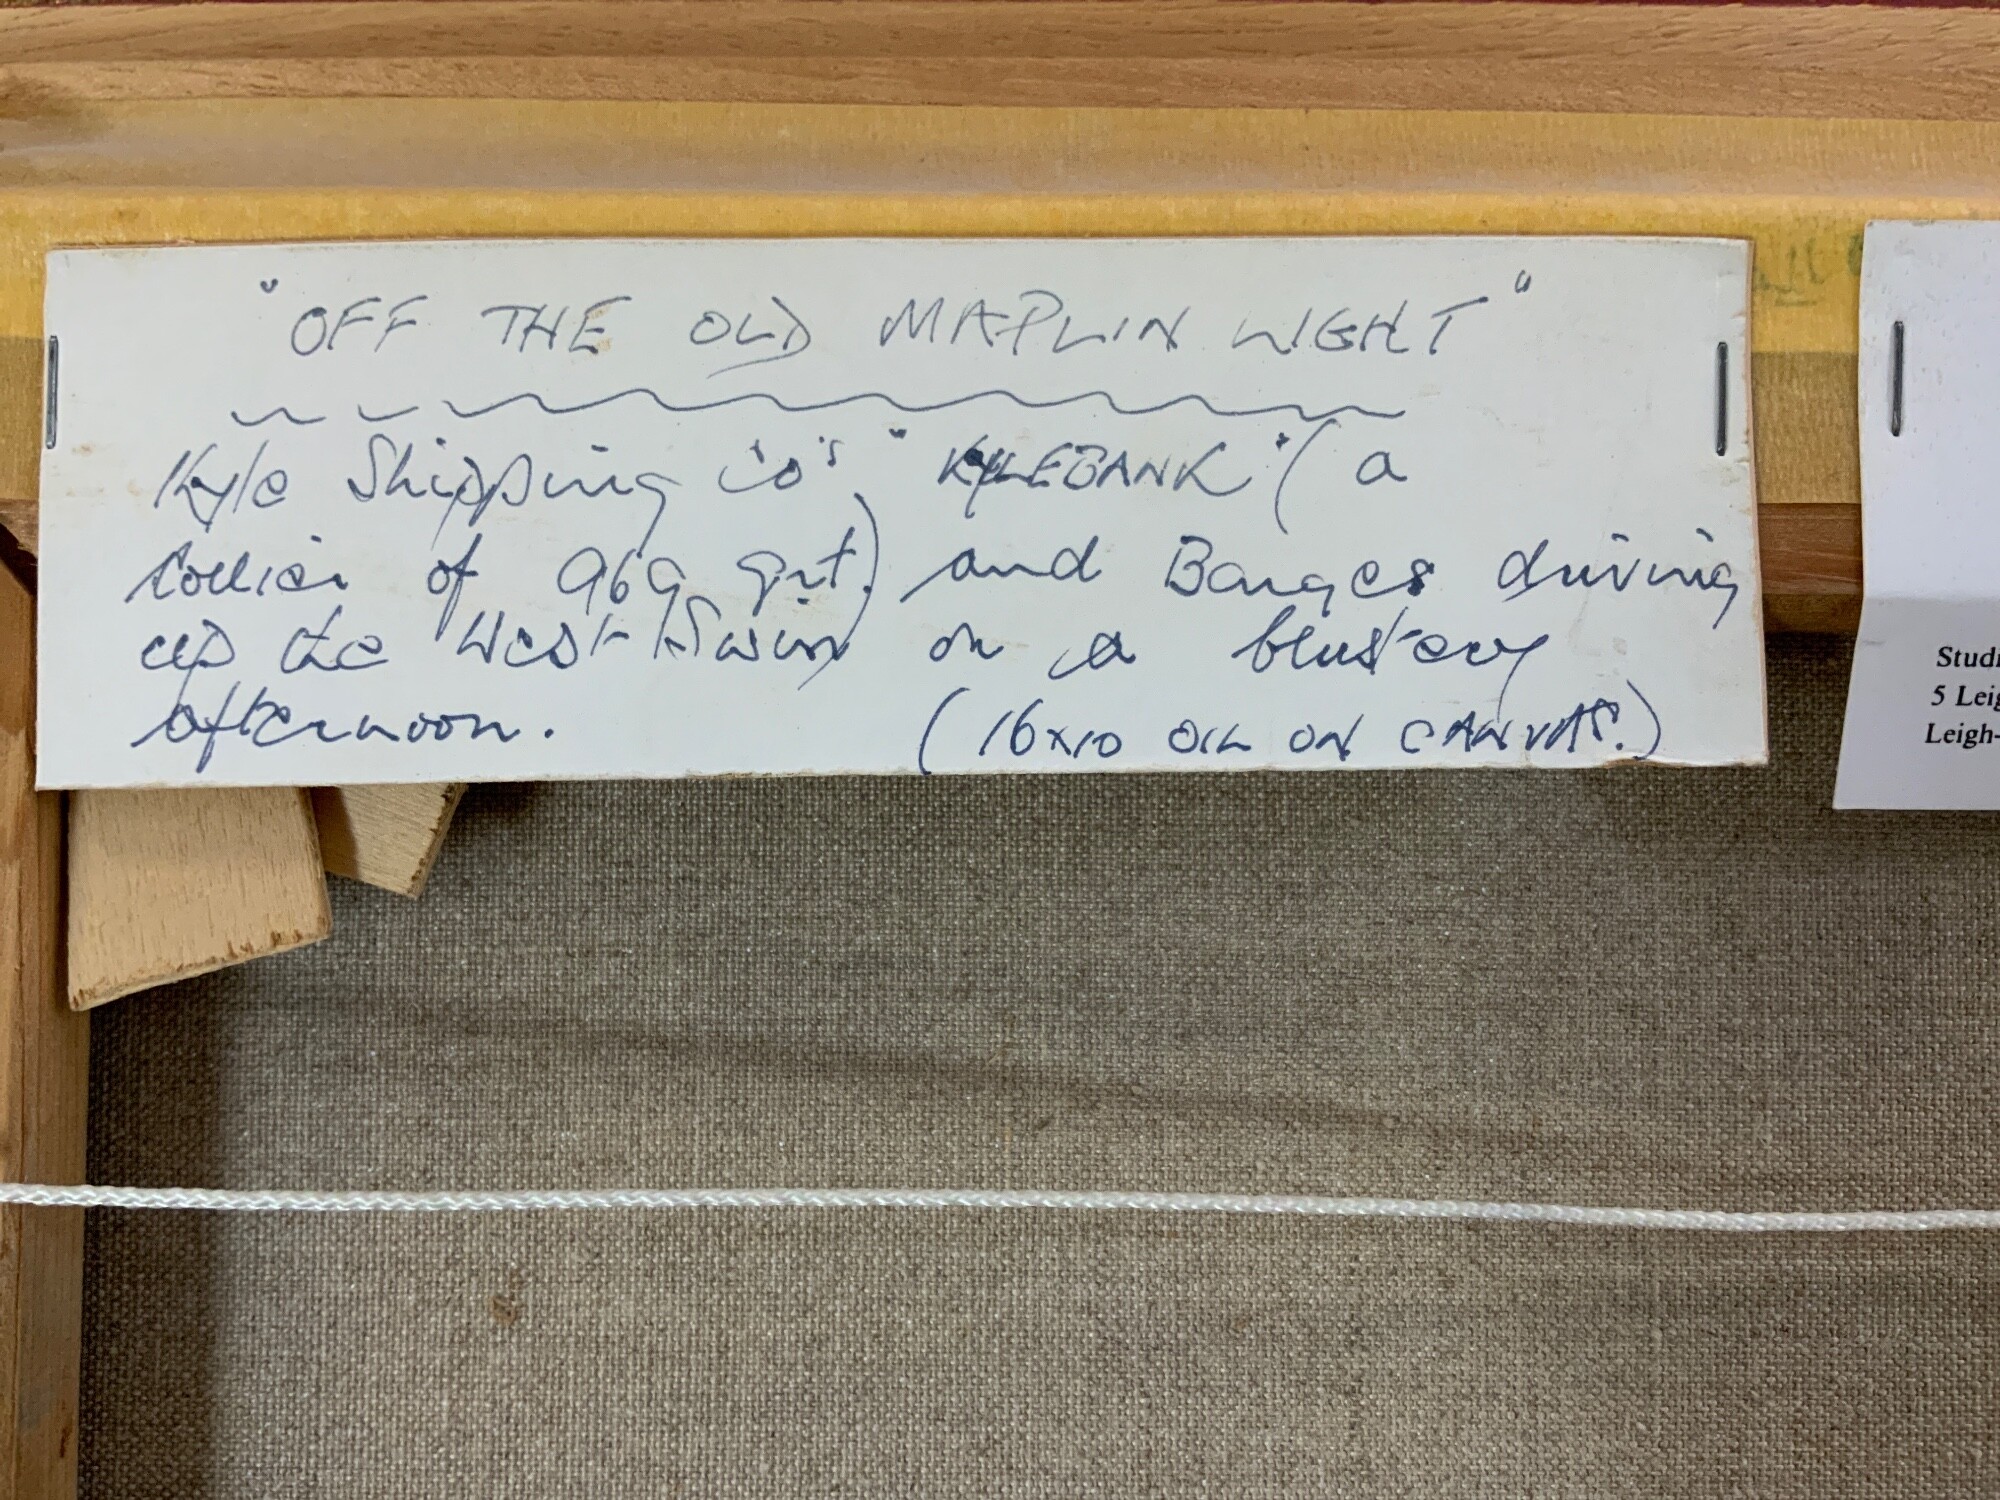 "OFF THE OLD MAPLIN LIGHT"
Kyle Shipping Co's "KYLEBANK" (a
Collier of 969 grt.) and Barges driving
up the West Swin on a blustery
afternoon. (16x10 OIL ON CANVAS.)
Studi
5 Leig
Leigh-